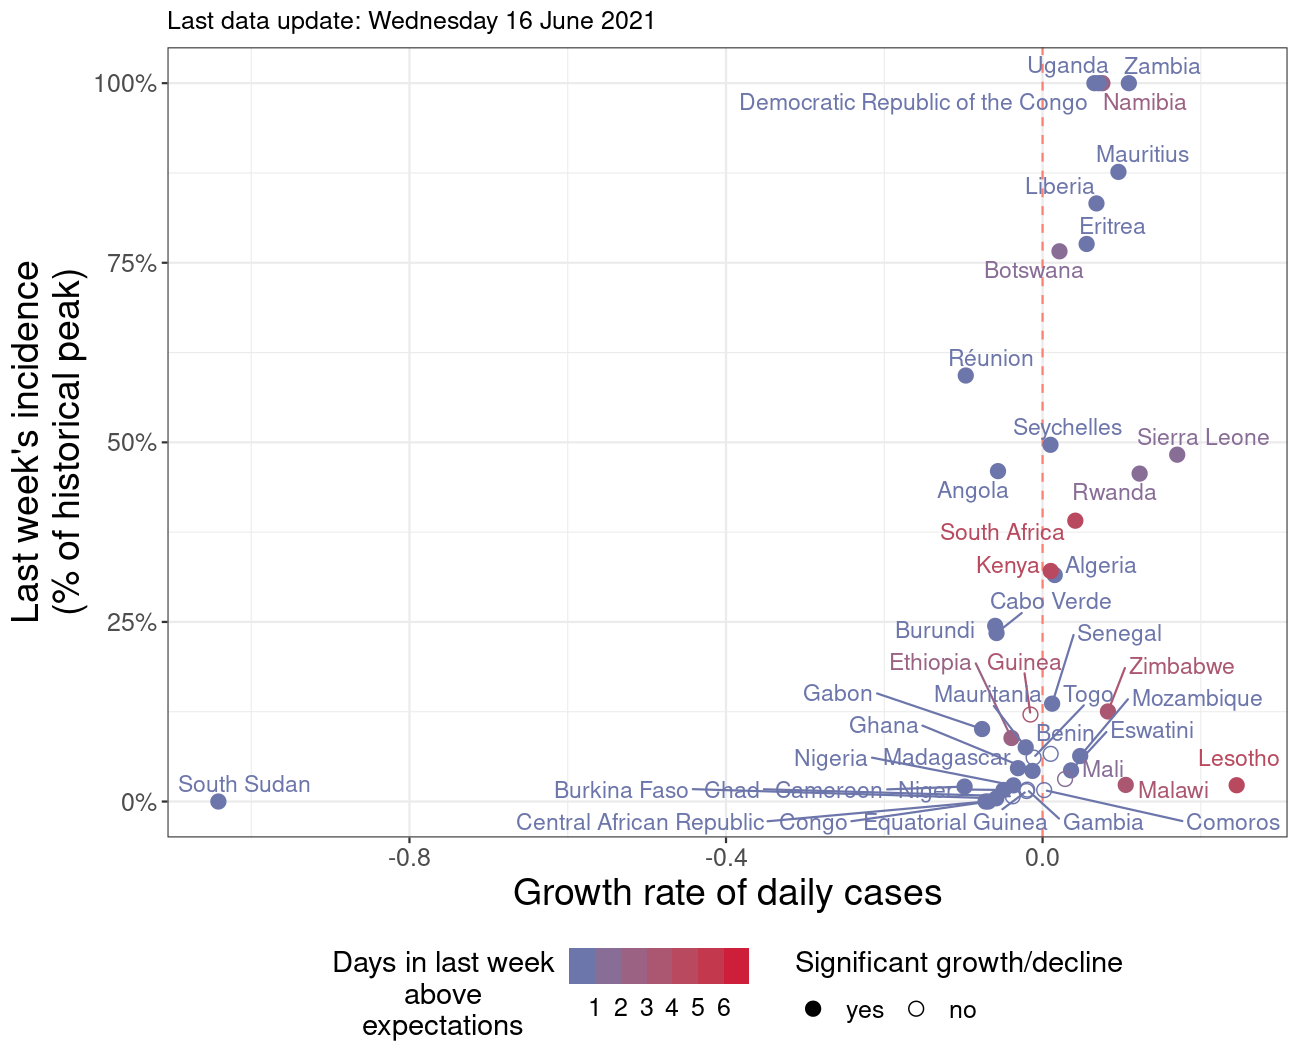 Last data update: Wednesday 16 June 2021
100%
75%
50%
25%
0%
Last week's incidence
(% of historical peak)
Uganda
Zambia
Democratic Republic of the Congo
Namibia
Mauritius
Liberia
Eritrea
Botswana
Réunion
Seychelles
Sierra Leone
Angola
Rwanda
South Africa
Kenya
Algeria
Cabo Verde
Burundi
Senegal
Ethiopia
Guinea
Zimbabwe
Gabon
Mauritania
Togo
Mozambique
Ghana
Benin
Eswatini
Nigeria
Madagascar
Mali
Lesotho
South Sudan
Burkina Faso
Chad
Cameroon
Niger
Malawi
Central African Republic
Congo
Equatorial Guinea
Gambia
Comoros
-0.8
-0.4
0.0
Growth rate of daily cases
Days in last week
above
expectations
1 2 3 4 5 6
Significant growth/decline
yes
no